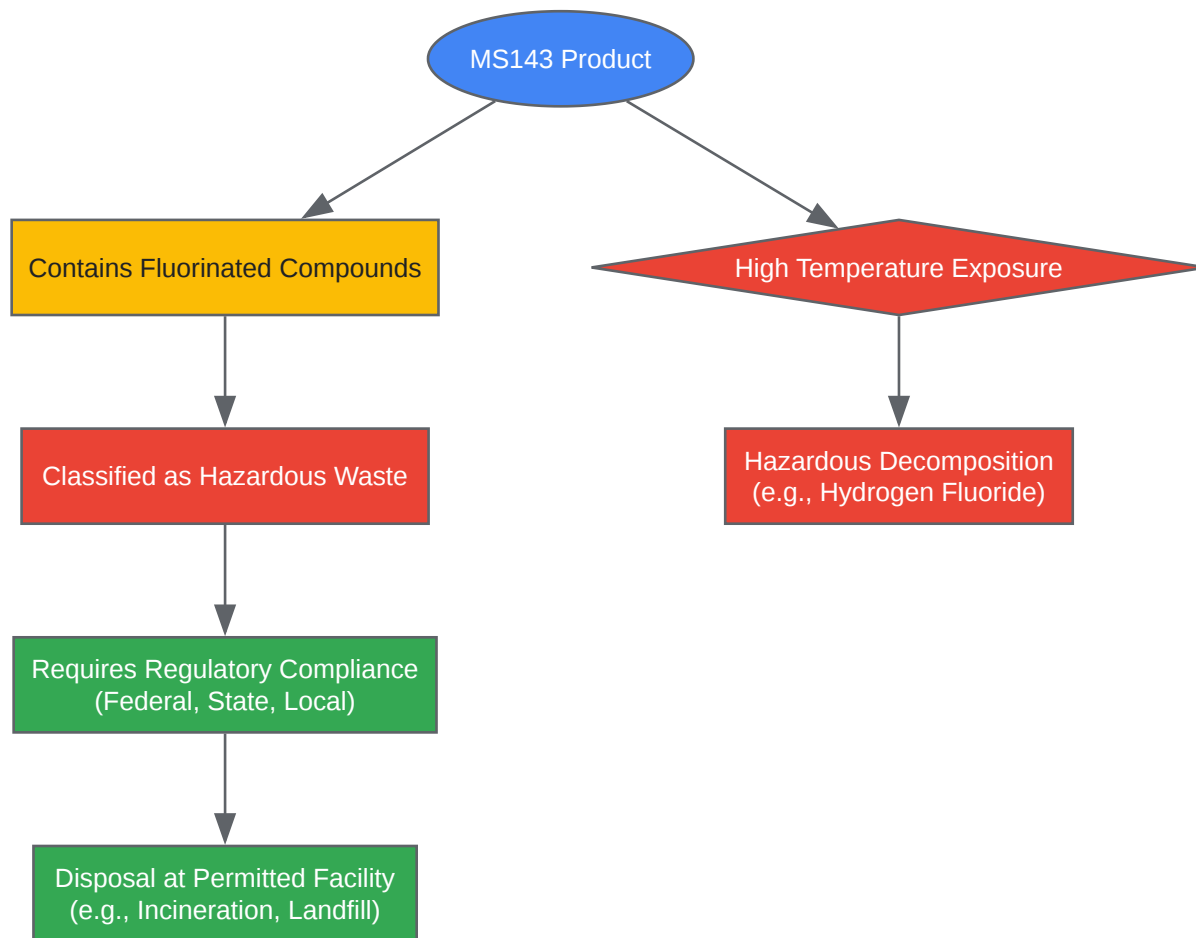 MS143 Product
Contains Fluorinated Compounds
High Temperature Exposure
Classified as Hazardous Waste
Hazardous Decomposition
(e.g., Hydrogen Fluoride)
Requires Regulatory Compliance
(Federal, State, Local)
Disposal at Permitted Facility
(e.g., Incineration, Landfill)